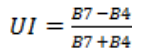 UI = B7 – B4 / B7 + B4